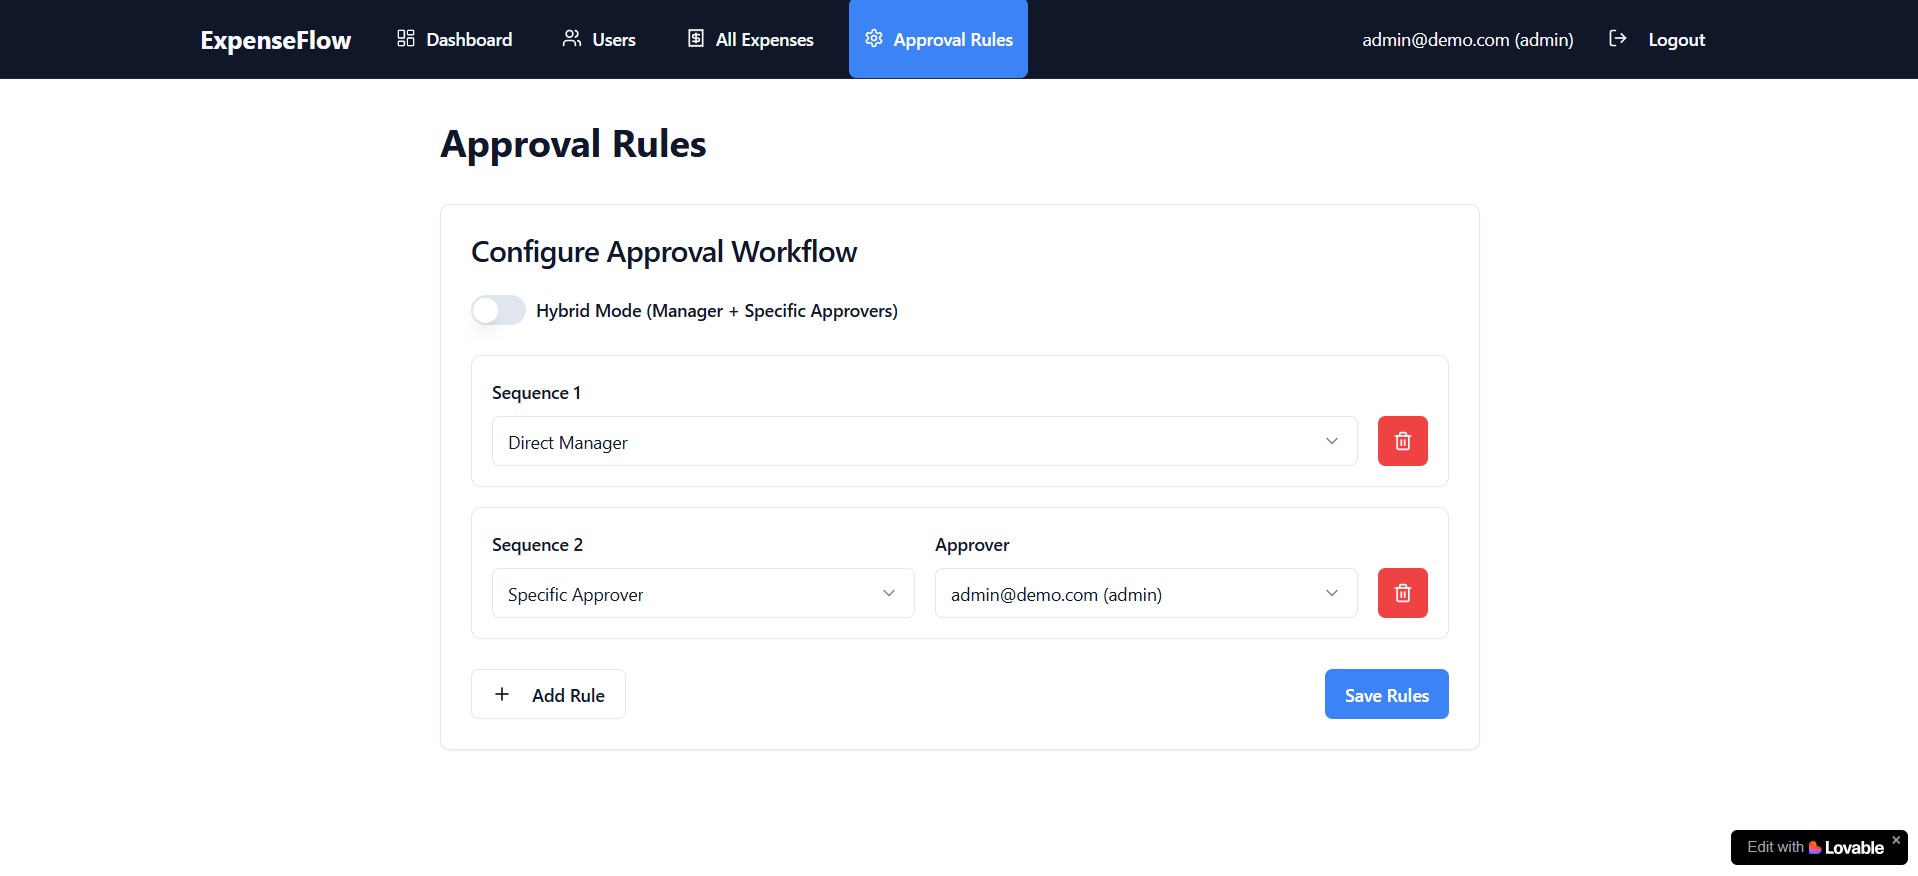 ExpenseFlow Dashboard Users All Expenses Approval Rules admin@demo.com (admin) Logout
Approval Rules
Configure Approval Workflow
Hybrid Mode (Manager + Specific Approvers)
Sequence 1
Direct Manager
Sequence 2 Approver
Specific Approver admin@demo.com (admin)
+ Add Rule Save Rules
Edit with Lovable ×